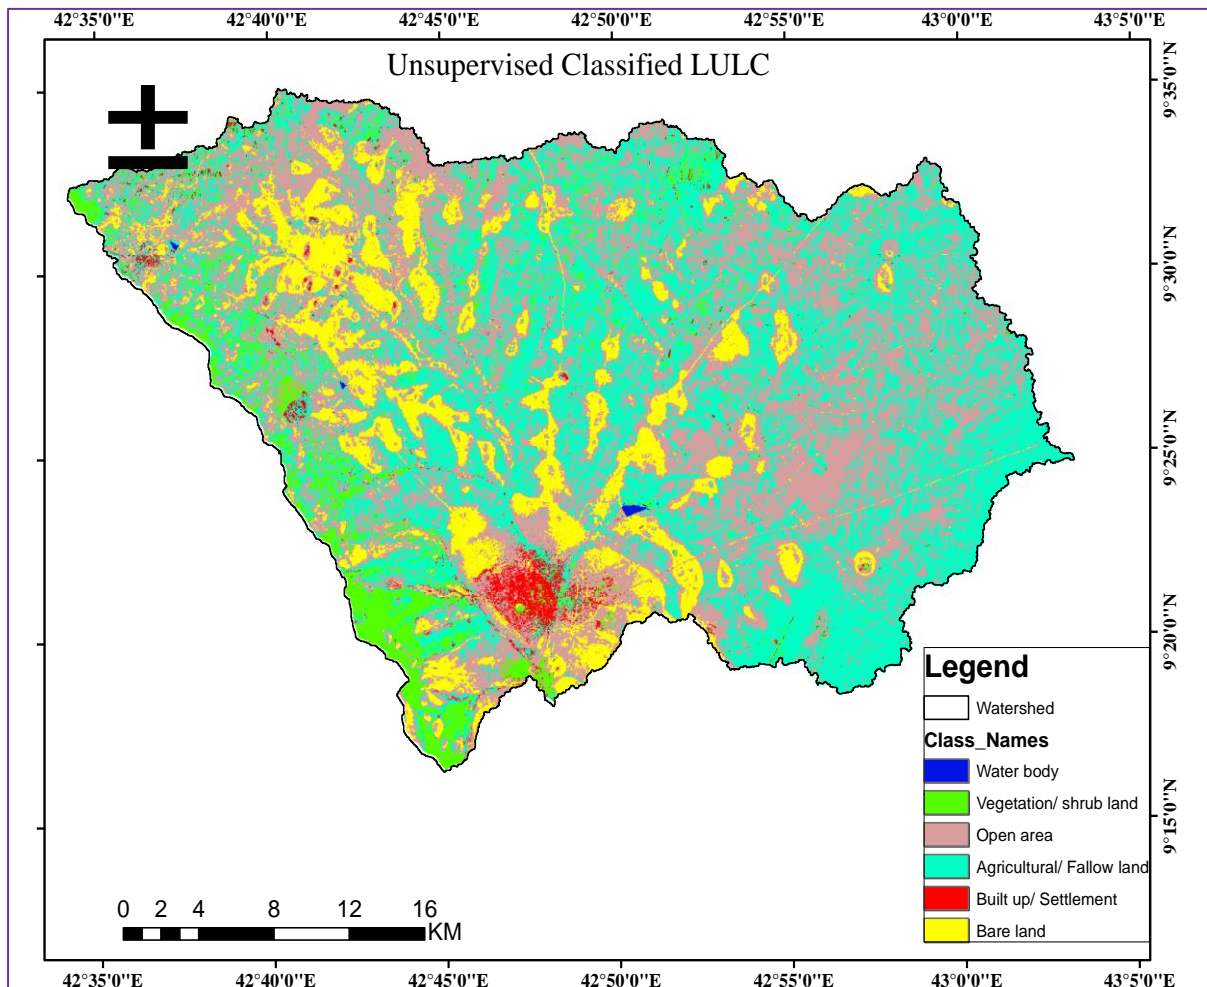 42°35'0"E 42°40'0"E 42°45'0"E 42°50'0"E 42°55'0"E 43°0'0"E 43°5'0"E
Unsupervised Classified LULC
9°35'0"N
9°30'0"N
9°25'0"N
9°20'0"N
9°15'0"N
Legend
Watershed
Class_Names
Water body
Vegetation/ shrub land
Open area
Agricultural/ Fallow land
Built up/ Settlement
Bare land
0 2 4 8 12 16
KM
42°35'0"E 42°40'0"E 42°45'0"E 42°50'0"E 42°55'0"E 43°0'0"E 43°5'0"E